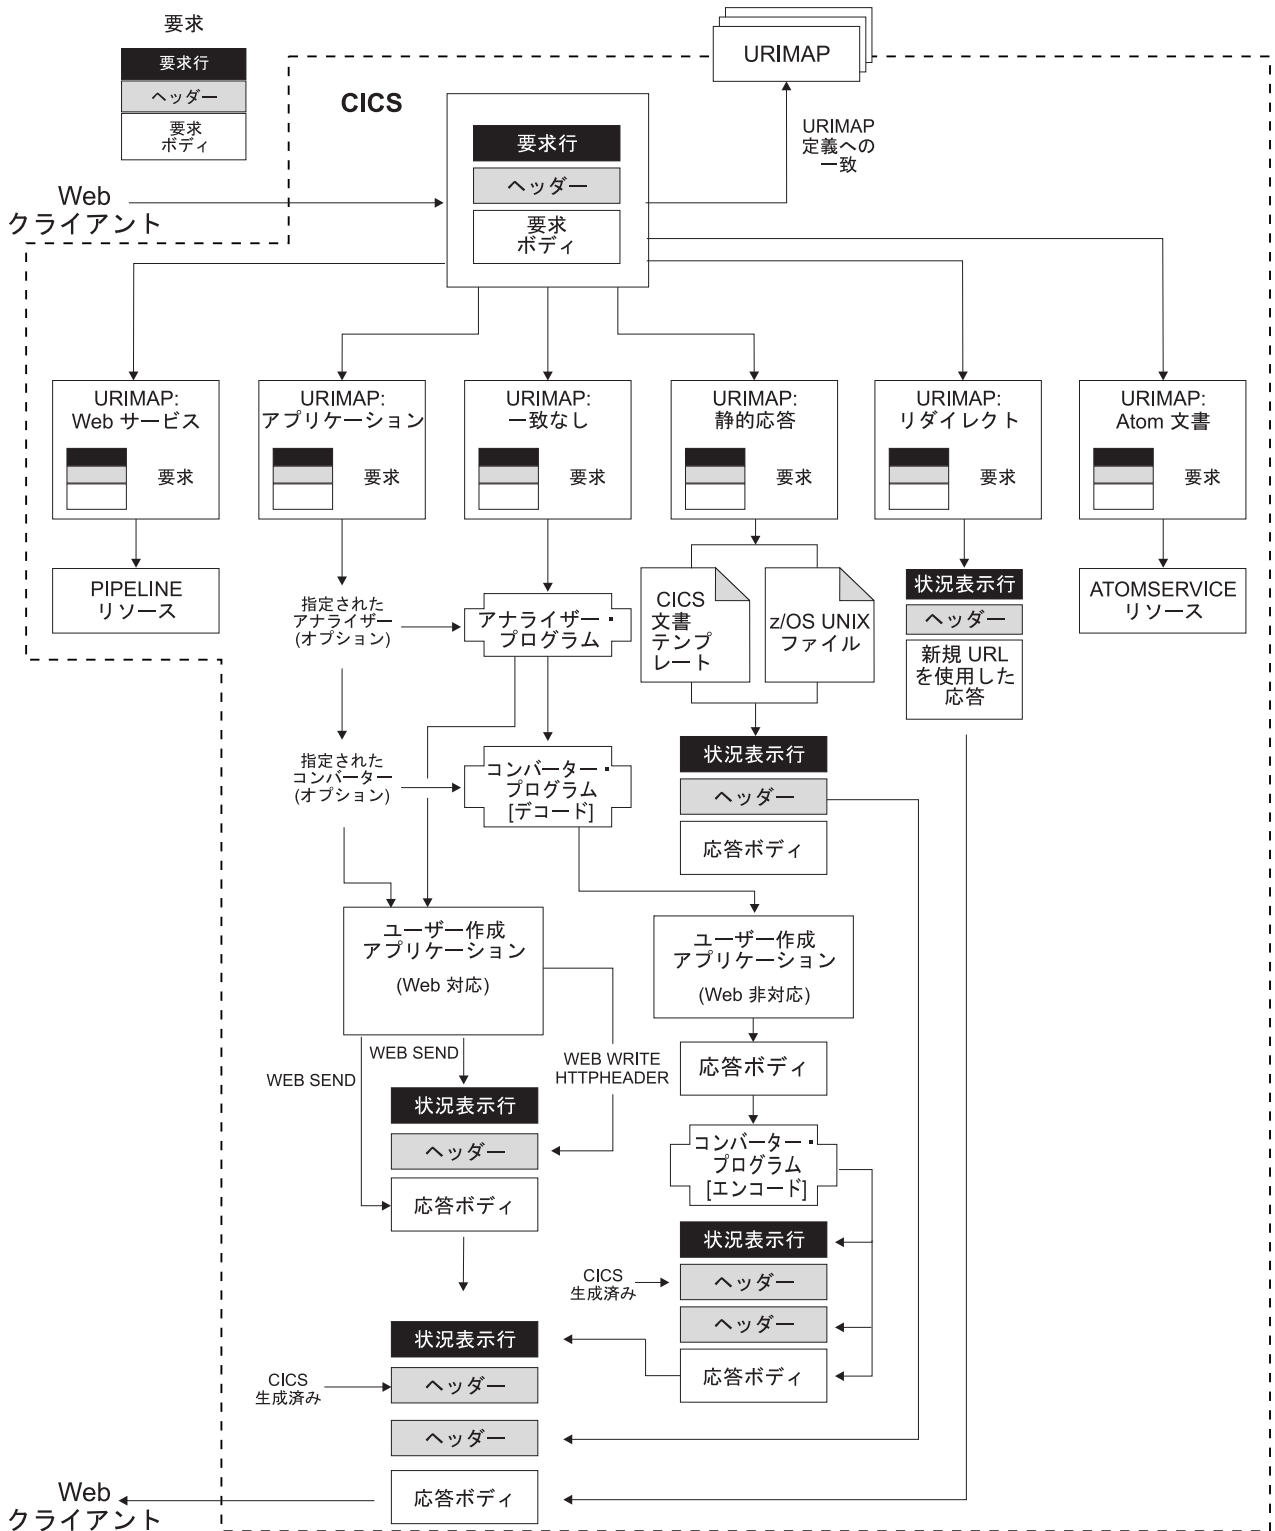 要求
要求行
ヘッダー
要求
ボディ
CICS
URIMAP
要求行
ヘッダー
要求
ボディ
URIMAP
定義への
一致
Web
クライアント
URIMAP:
Web サービス
要求
URIMAP:
アプリケーション
要求
URIMAP:
一致なし
要求
URIMAP:
静的応答
要求
URIMAP:
リダイレクト
要求
URIMAP:
Atom 文書
要求
PIPELINE
リソース
指定された
アナライザー
(オプション)
アナライザー・
プログラム
CICS
文書
テンプ
レート
z/OS UNIX
ファイル
状況表示行
ヘッダー
新規 URL
を使用した
応答
ATOMSERVICE
リソース
指定された
コンバーター
(オプション)
コンバーター・
プログラム
[デコード]
状況表示行
ヘッダー
応答ボディ
ユーザー作成
アプリケーション
(Web 対応)
ユーザー作成
アプリケーション
(Web 非対応)
WEB SEND
WEB SEND
WEB WRITE
HTTPHEADER
応答ボディ
状況表示行
ヘッダー
応答ボディ
コンバーター・
プログラム
[エンコード]
状況表示行
CICS
生成済み
ヘッダー
ヘッダー
応答ボディ
状況表示行
CICS
生成済み
ヘッダー
ヘッダー
応答ボディ
Web
クライアント